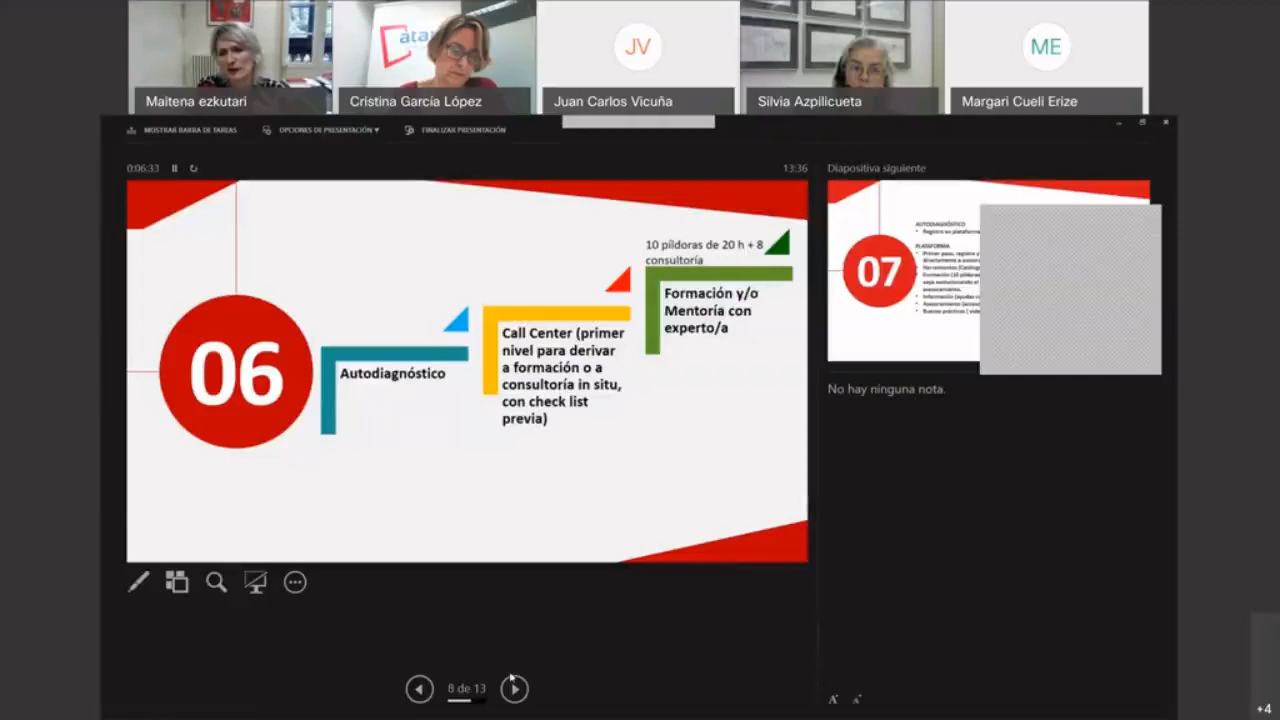 atar
JV
ME
Maitena ezkutari
Cristina García López
Juan Carlos Vicuña
Silvia Azpilicueta
Margari Cueli Erize
MOSTRAR BARRA DE TAREAS
OPCIONES DE PRESENTACIÓN
FINALIZAR PRESENTACIÓN
0:06:33
13:36
Diapositiva siguiente
06
Autodiagnóstico
Call Center (primer
nivel para derivar
a formación o a
consultoría in situ,
con check list
previa)
10 píldoras de 20 h + 8
consultoría
Formación y/o
Mentoría con
experto/a
07
AUTODIAGNÓSTICO
PLATAFORMA
No hay ninguna nota.
8 de 13
+4